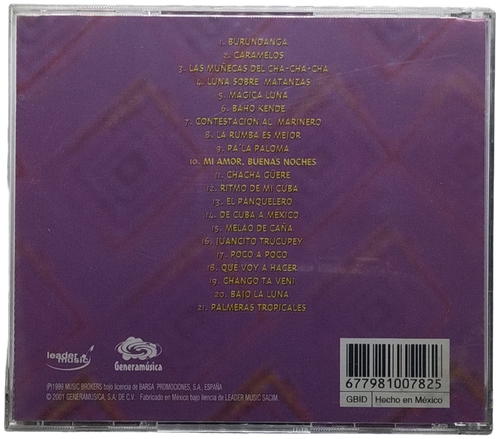 1. BURUNDANGA
2. CARAMELOS
3. LAS MUÑECAS DEL CHA-CHA-CHA
4. LUNA SOBRE MATANZAS
5. MAGICA LUNA
6. BAHO KENDE
7. CONTESTACION AL MARINERO
8. LA RUMBA ES MEJOR
9. PA'LA PALOMA
10. MI AMOR, BUENAS NOCHES
11. CHACHA GÜERE
12. RITMO DE MI CUBA
13. EL PANQUELERO
14. DE CUBA A MEXICO
15. MELAO DE CAÑA
16. JUANCITO TRUCUPEY
17. POCO A POCO
18. QUE VOY A HACER
19. CHANGO TA VENI
20. BAJO LA LUNA
21. PALMERAS TROPICALES
leader music
Generamúsica
(P)1999 MUSIC BROKERS bajo licencia de BARSA PROMOCIONES, S.A., ESPAÑA
© 2001 GENERAMUSICA, S.A. DE C.V. Fabricado en México bajo licencia de LEADER MUSIC SACIM.
677981007825
GBID Hecho en México